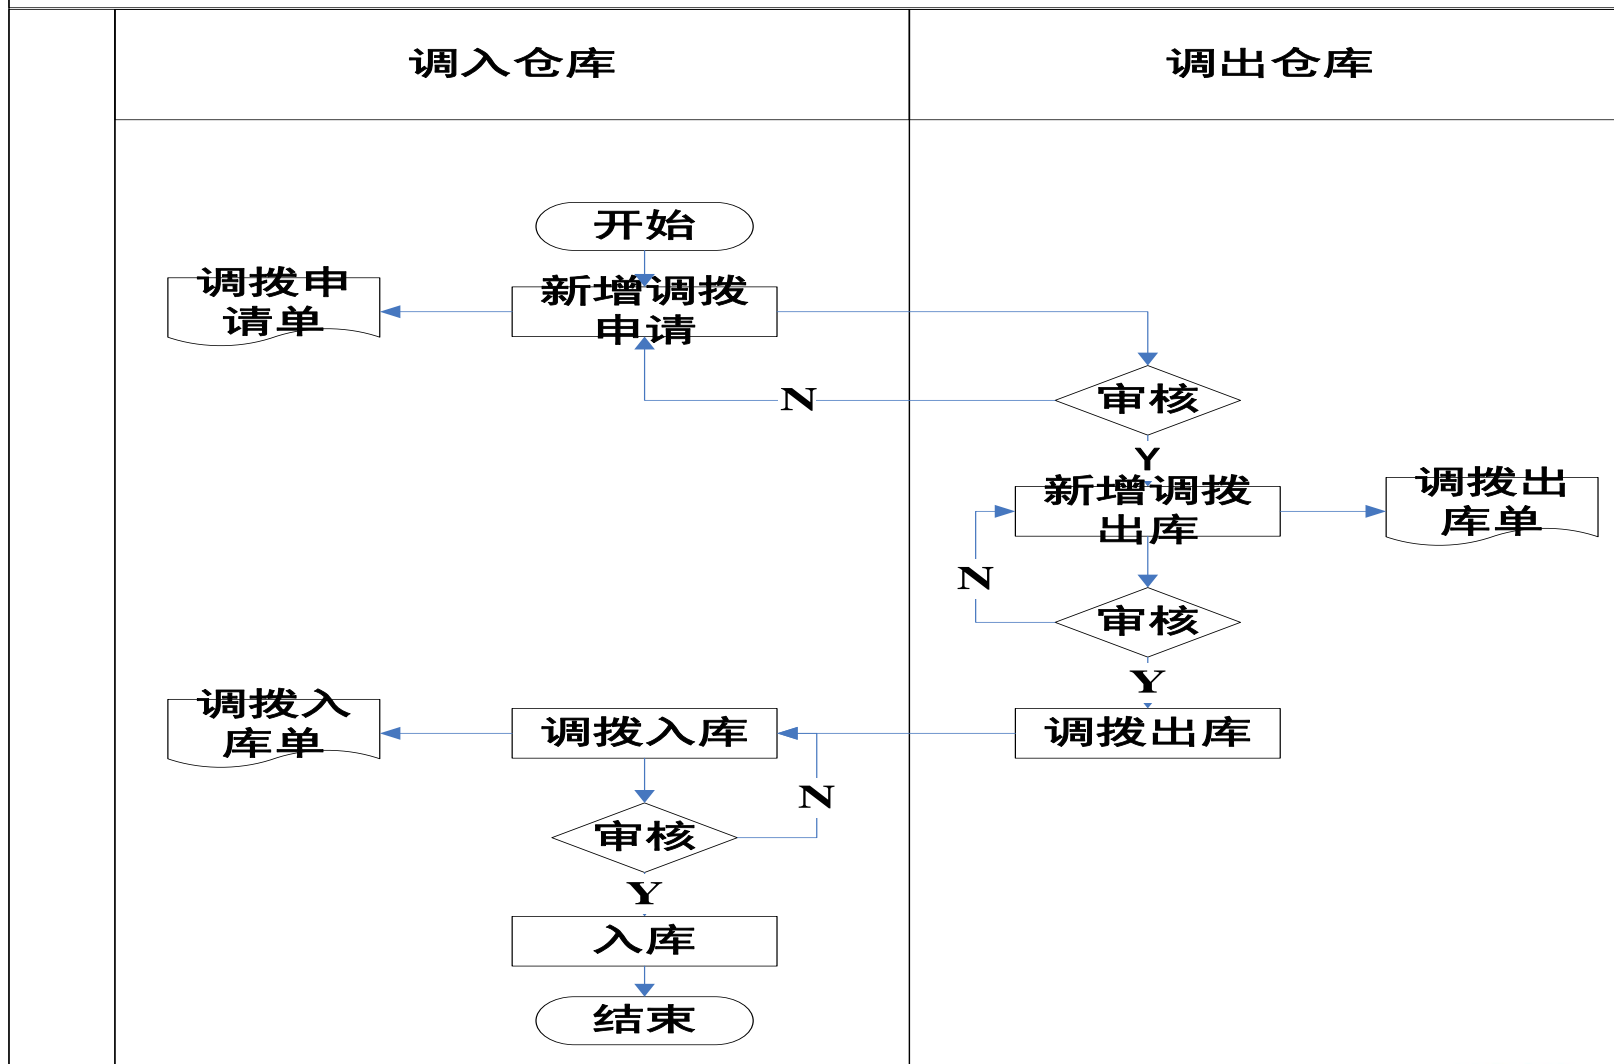 调入仓库
调出仓库
开始
调拨申
请单
新增调拨
申请
审核
N
Y
新增调拨
出库
调拨出
库单
N
审核
Y
调拨入
库单
调拨入库
调拨出库
N
审核
Y
入库
结束